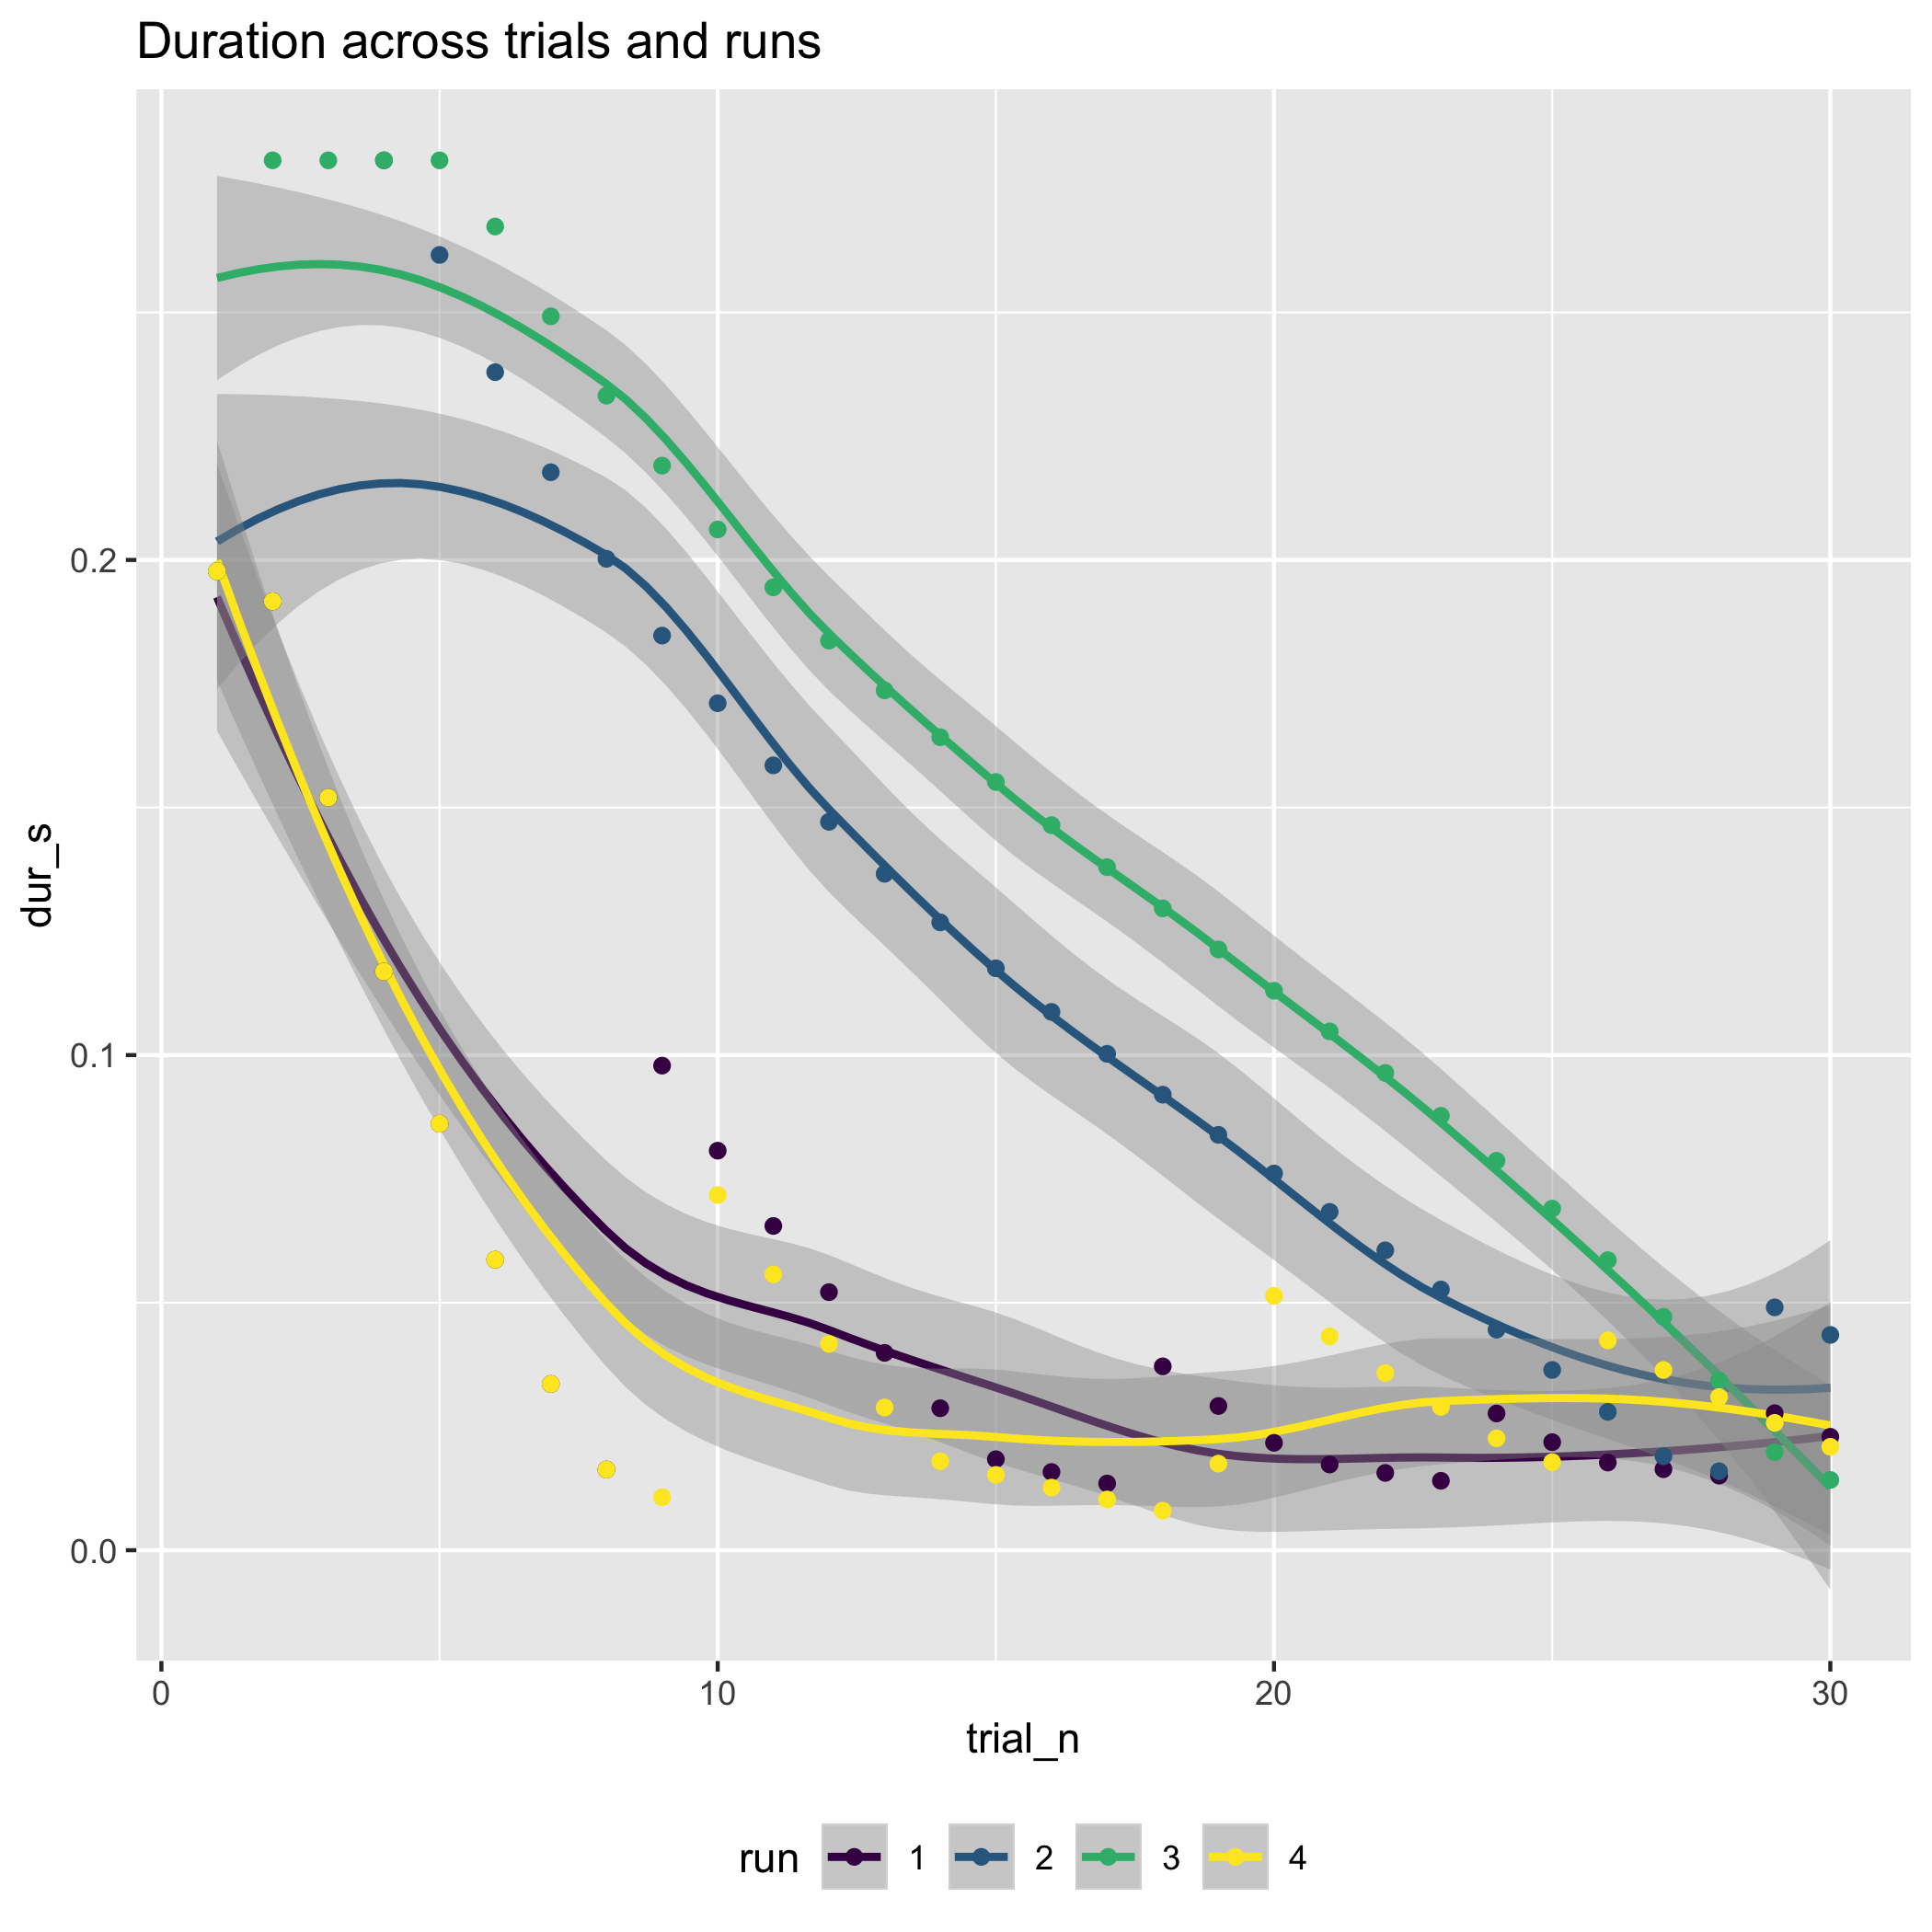 Duration across trials and runs
dur_s
0.2
0.1
0.0
0 10 20 30
trial_n
run 1 2 3 4